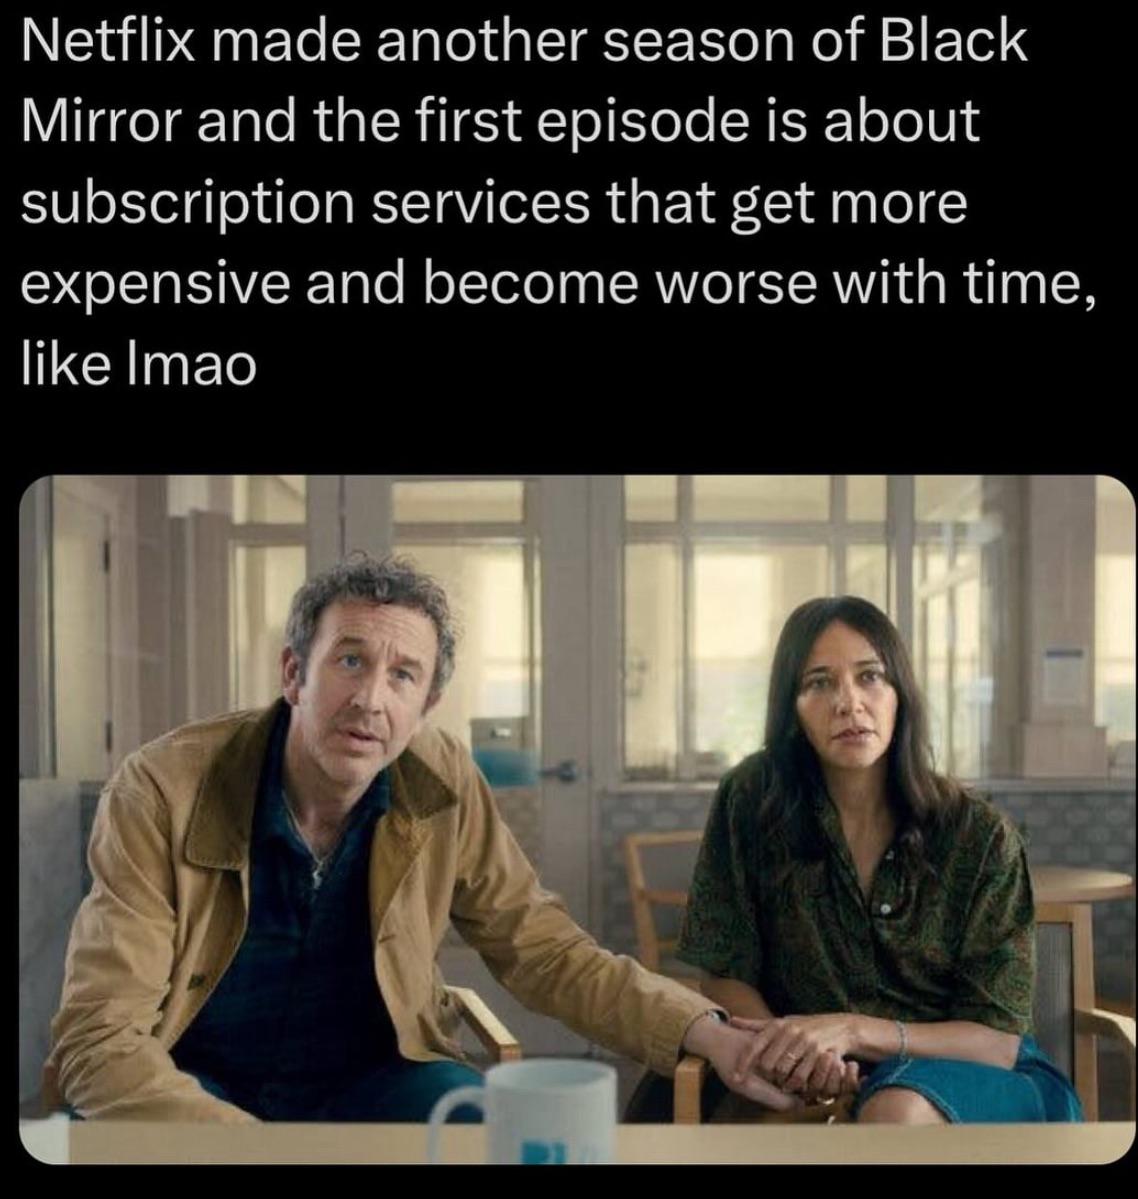 Netflix made another season of Black
Mirror and the first episode is about
subscription services that get more
expensive and become worse with time,
like lmao